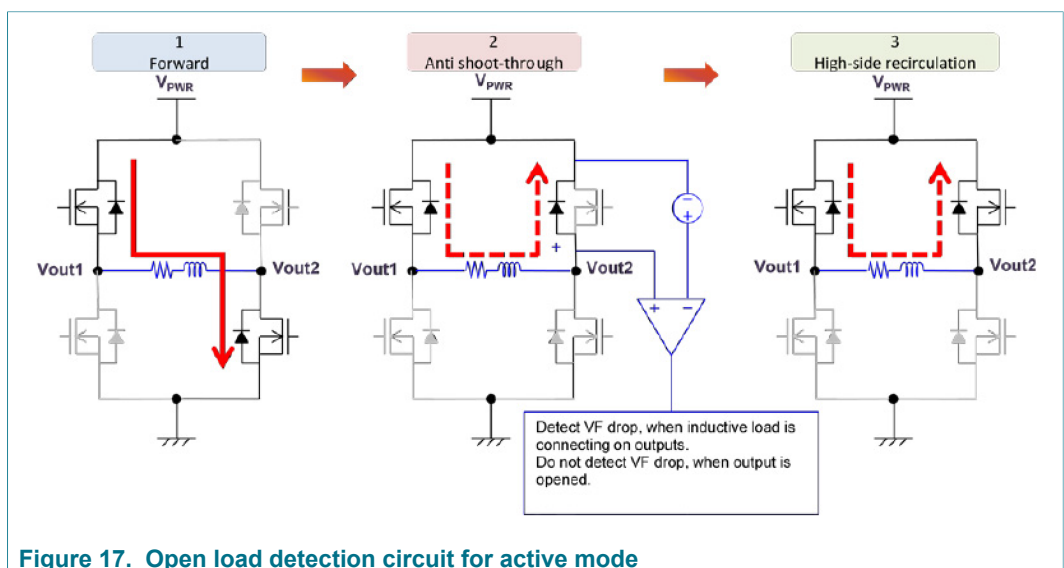 1
Forward
2
Anti shoot-through
3
High-side recirculation
VPWR
VPWR
VPWR
Vout1
Vout2
+
-
+
Vout1
Vout2
+
-
Vout1
Vout2
Detect VF drop, when inductive load is
connecting on outputs.
Do not detect VF drop, when output is
opened.
Figure 17. Open load detection circuit for active mode